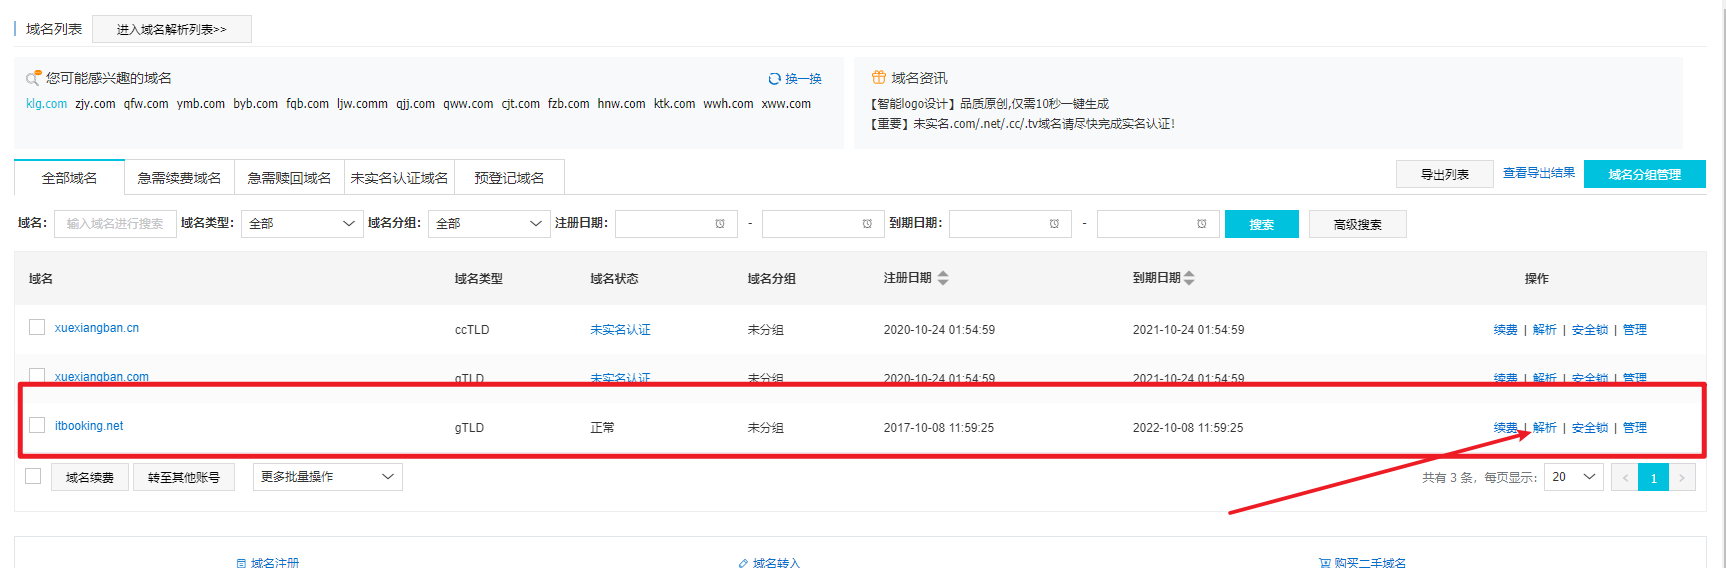 域名列表 进入域名解析列表>>
您可能感兴趣的域名 换一换
klg.com zjy.com qfw.com ymb.com byb.com fqb.com ljw.comm qjj.com qww.com cjt.com fzb.com hnw.com ktk.com wwh.com xww.com
域名资讯
【智能logo设计】品质原创,仅需10秒一键生成
【重要】未实名.com/.net/.cc/.tv域名请尽快完成实名认证!
全部域名 急需续费域名 急需赎回域名 未实名认证域名 预登记域名 导出列表 查看导出结果 域名分组管理
域名: 输入域名进行搜索 域名类型: 全部 域名分组: 全部 注册日期: - 到期日期: - 搜索 高级搜索
域名 域名类型 域名状态 域名分组 注册日期 到期日期 操作
xuexiangban.cn ccTLD 未实名认证 未分组 2020-10-24 01:54:59 2021-10-24 01:54:59 续费 | 解析 | 安全锁 | 管理
xuexiangban.com gTLD 未实名认证 未分组 2020-10-24 01:54:59 2021-10-24 01:54:59 续费 | 解析 | 安全锁 | 管理
itbooking.net gTLD 正常 未分组 2017-10-08 11:59:25 2022-10-08 11:59:25 续费 | 解析 | 安全锁 | 管理
域名续费 转至其他账号 更多批量操作 共有 3 条, 每页显示: 20 < 1 >
域名注册 域名转入 购买二手域名